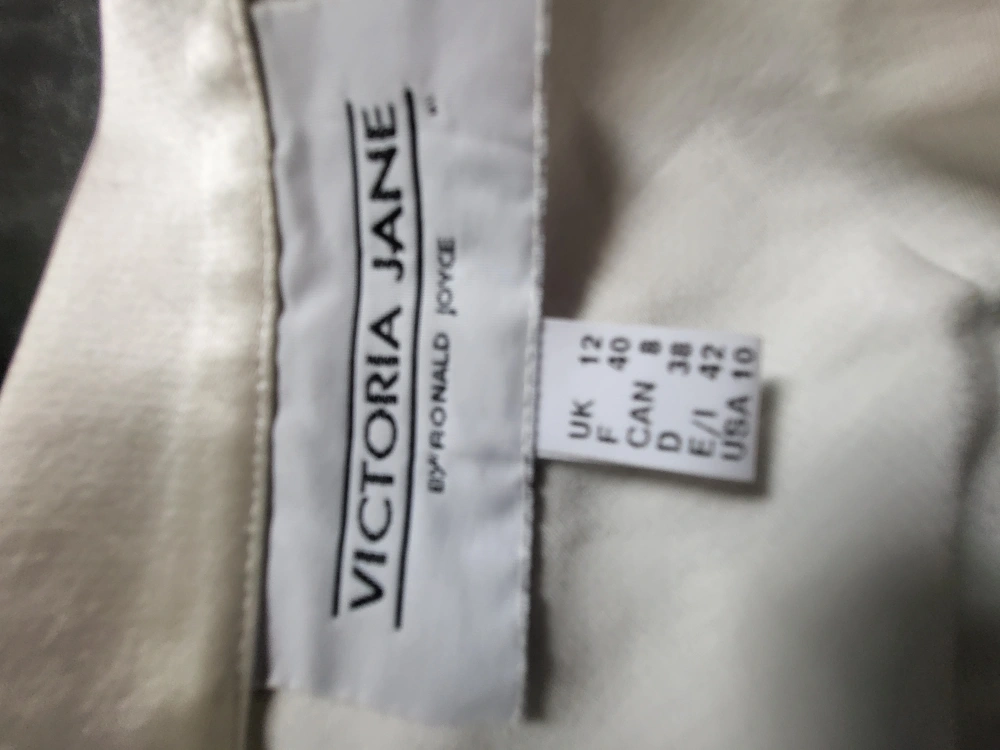 VICTORIA JANE
BY RONALD JOYCE
UK 12
F 40
CAN 8
D 38
E/I 42
USA 10